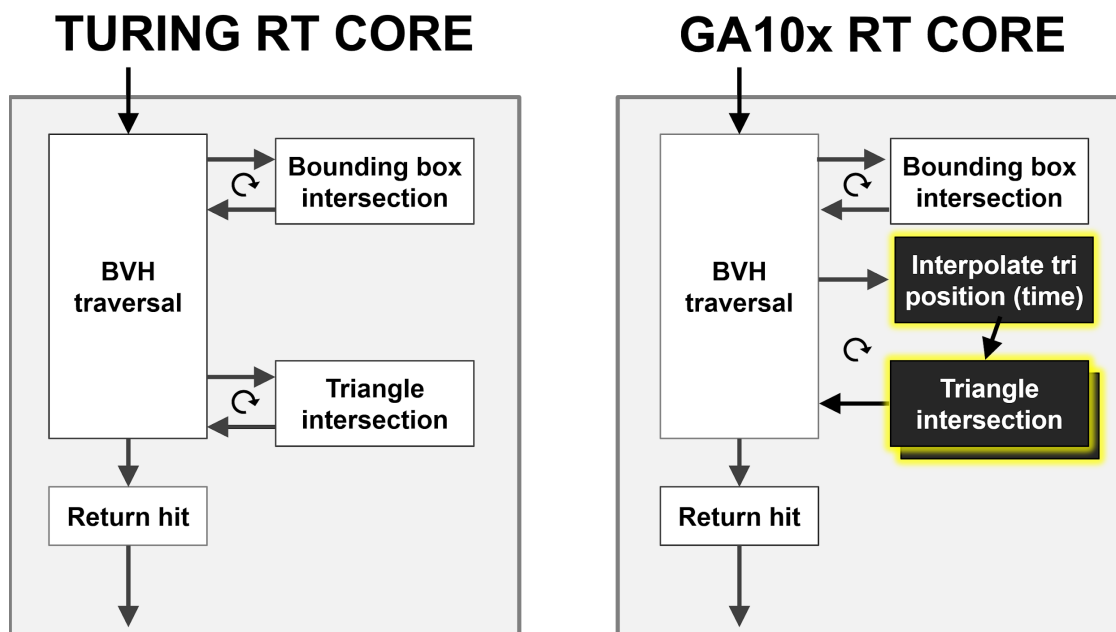 TURING RT CORE
BVH
traversal
Bounding box
intersection
Triangle
intersection
Return hit
GA10x RT CORE
BVH
traversal
Bounding box
intersection
Interpolate tri
position (time)
Triangle
intersection
Return hit